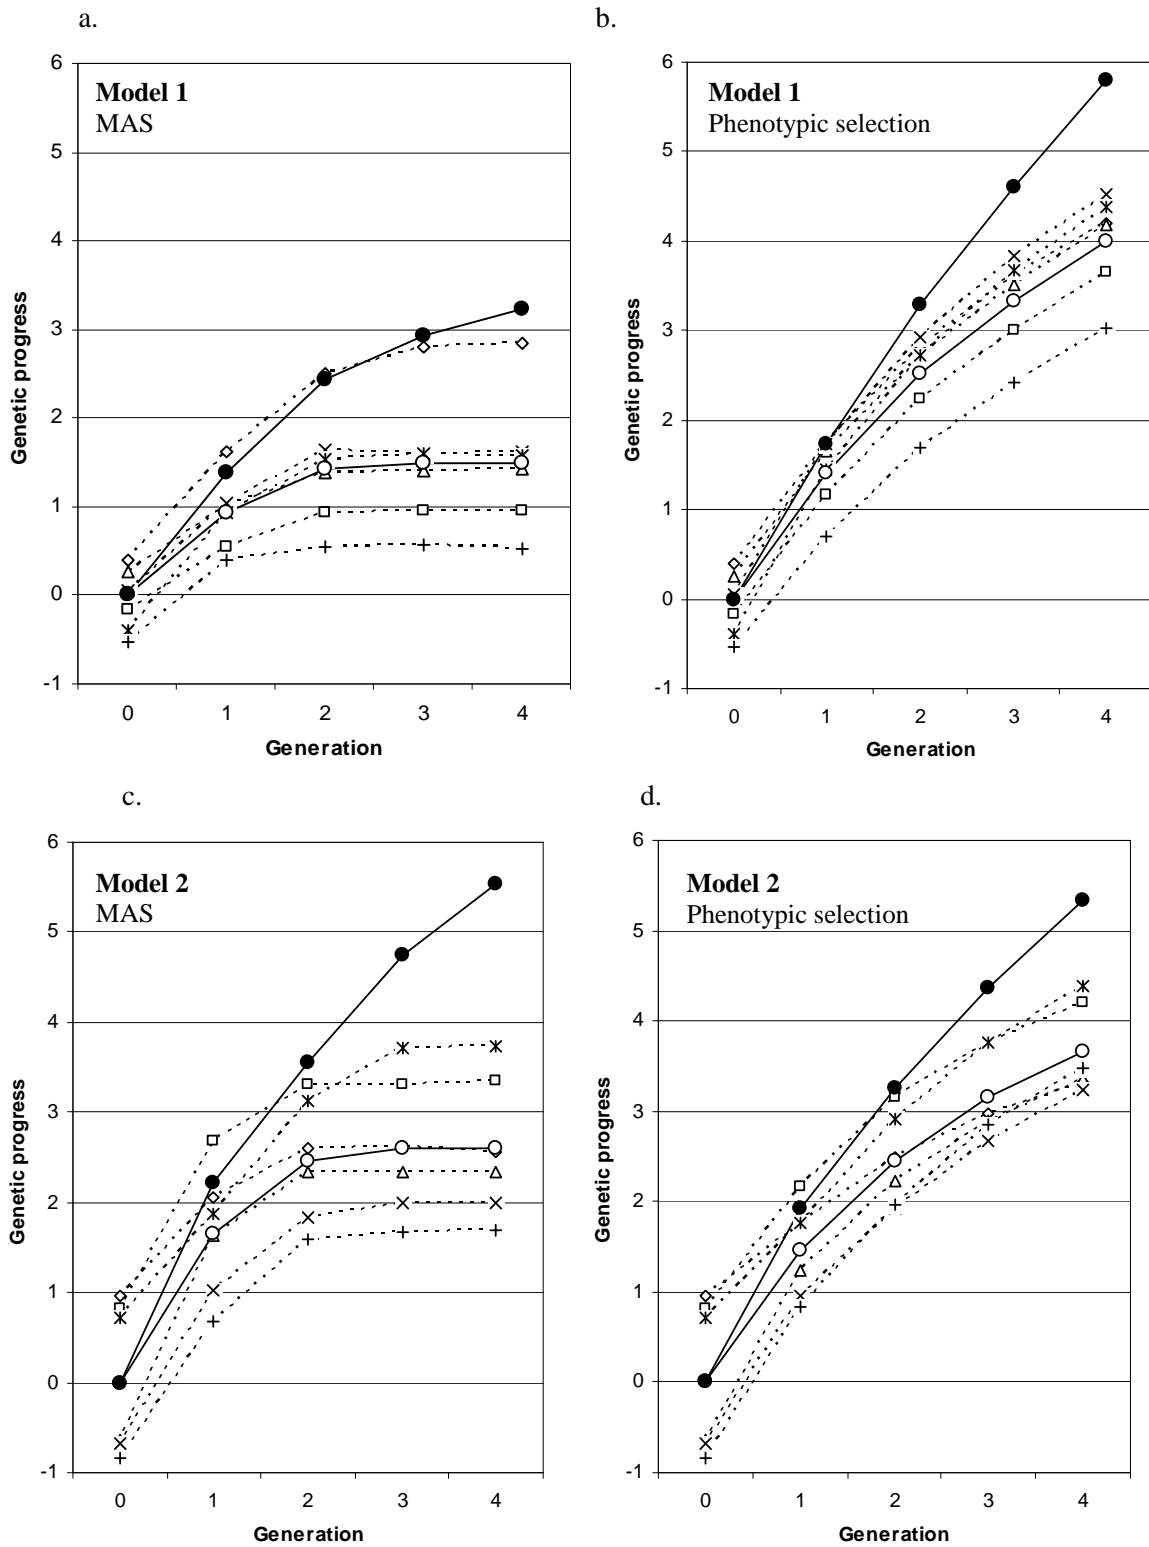 a.
6
5
4
3
2
1
0
-1
Model 1
MAS
Genetic progress
0 1 2 3 4
Generation
b.
6
5
4
3
2
1
0
-1
Model 1
Phenotypic selection
Genetic progress
0 1 2 3 4
Generation
c.
6
5
4
3
2
1
0
-1
Model 2
MAS
Genetic progress
0 1 2 3 4
Generation
d.
6
5
4
3
2
1
0
-1
Model 2
Phenotypic selection
Genetic progress
0 1 2 3 4
Generation